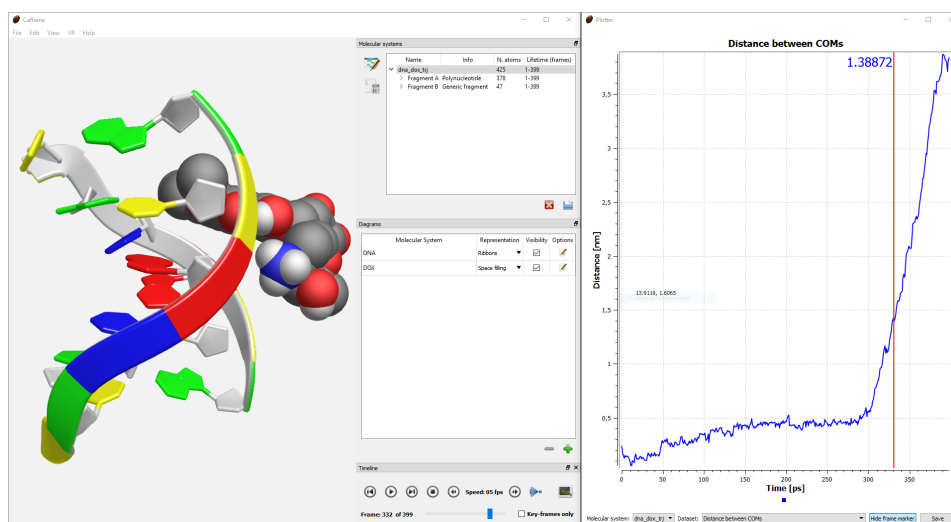 Caffeine
File Edit View VR Help
Molecular systems
Name Info N. atoms Lifetime (frames)
dna_dox_trj 425 1-399
Fragment A Polynucleotide 378 1-399
Fragment B Generic fragment 47 1-399
Diagrams
Molecular System Representation Visibility Options
DNA Ribbons
DOX Space filling
Timeline
Speed: 05 fps
Frame: 332 of 399
Key-frames only
Plotter
Distance between COMs
1.38872
3,5
3
2,5
2
1,5
1
0,5
Distance [nm]
13.9119, 1.6065
0 50 100 150 200 250 300 350
Time [ps]
Molecular system: dna_dox_trj Dataset: Distance between COMs Hide frame marker Save